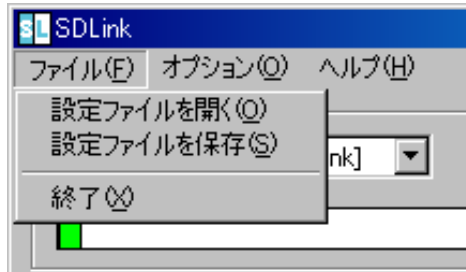 SL SDLink
ファイル(F) オプション(O) ヘルプ(H)
設定ファイルを開く(O)
設定ファイルを保存(S)
nk]
終了(X)